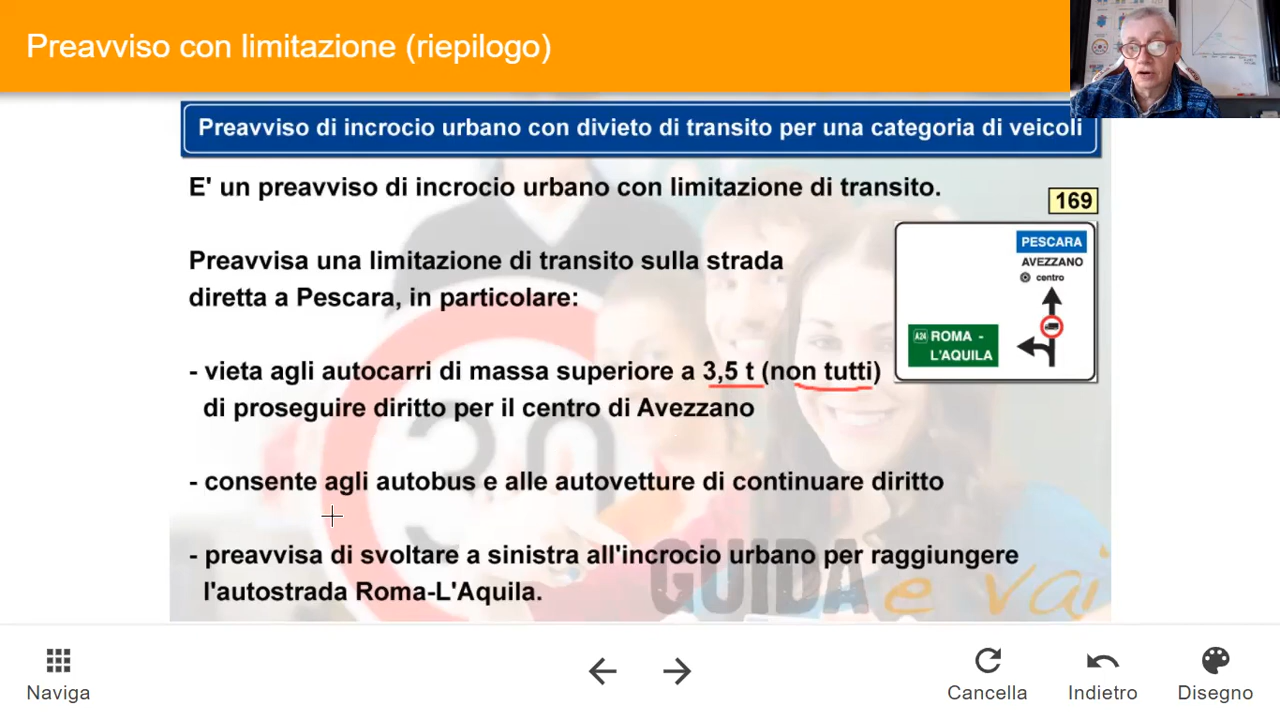 Preavviso con limitazione (riepilogo)
Preavviso di incrocio urbano con divieto di transito per una categoria di veicoli
E' un preavviso di incrocio urbano con limitazione di transito.
169
Preavvisa una limitazione di transito sulla strada
diretta a Pescara, in particolare:
PESCARA
AVEZZANO
centro
A24 ROMA -
L'AQUILA
- vieta agli autocarri di massa superiore a 3,5 t (non tutti)
di proseguire diritto per il centro di Avezzano
- consente agli autobus e alle autovetture di continuare diritto
- preavvisa di svoltare a sinistra all'incrocio urbano per raggiungere
l'autostrada Roma-L'Aquila.
30
GUIDA e vai
Naviga
Cancella
Indietro
Disegno